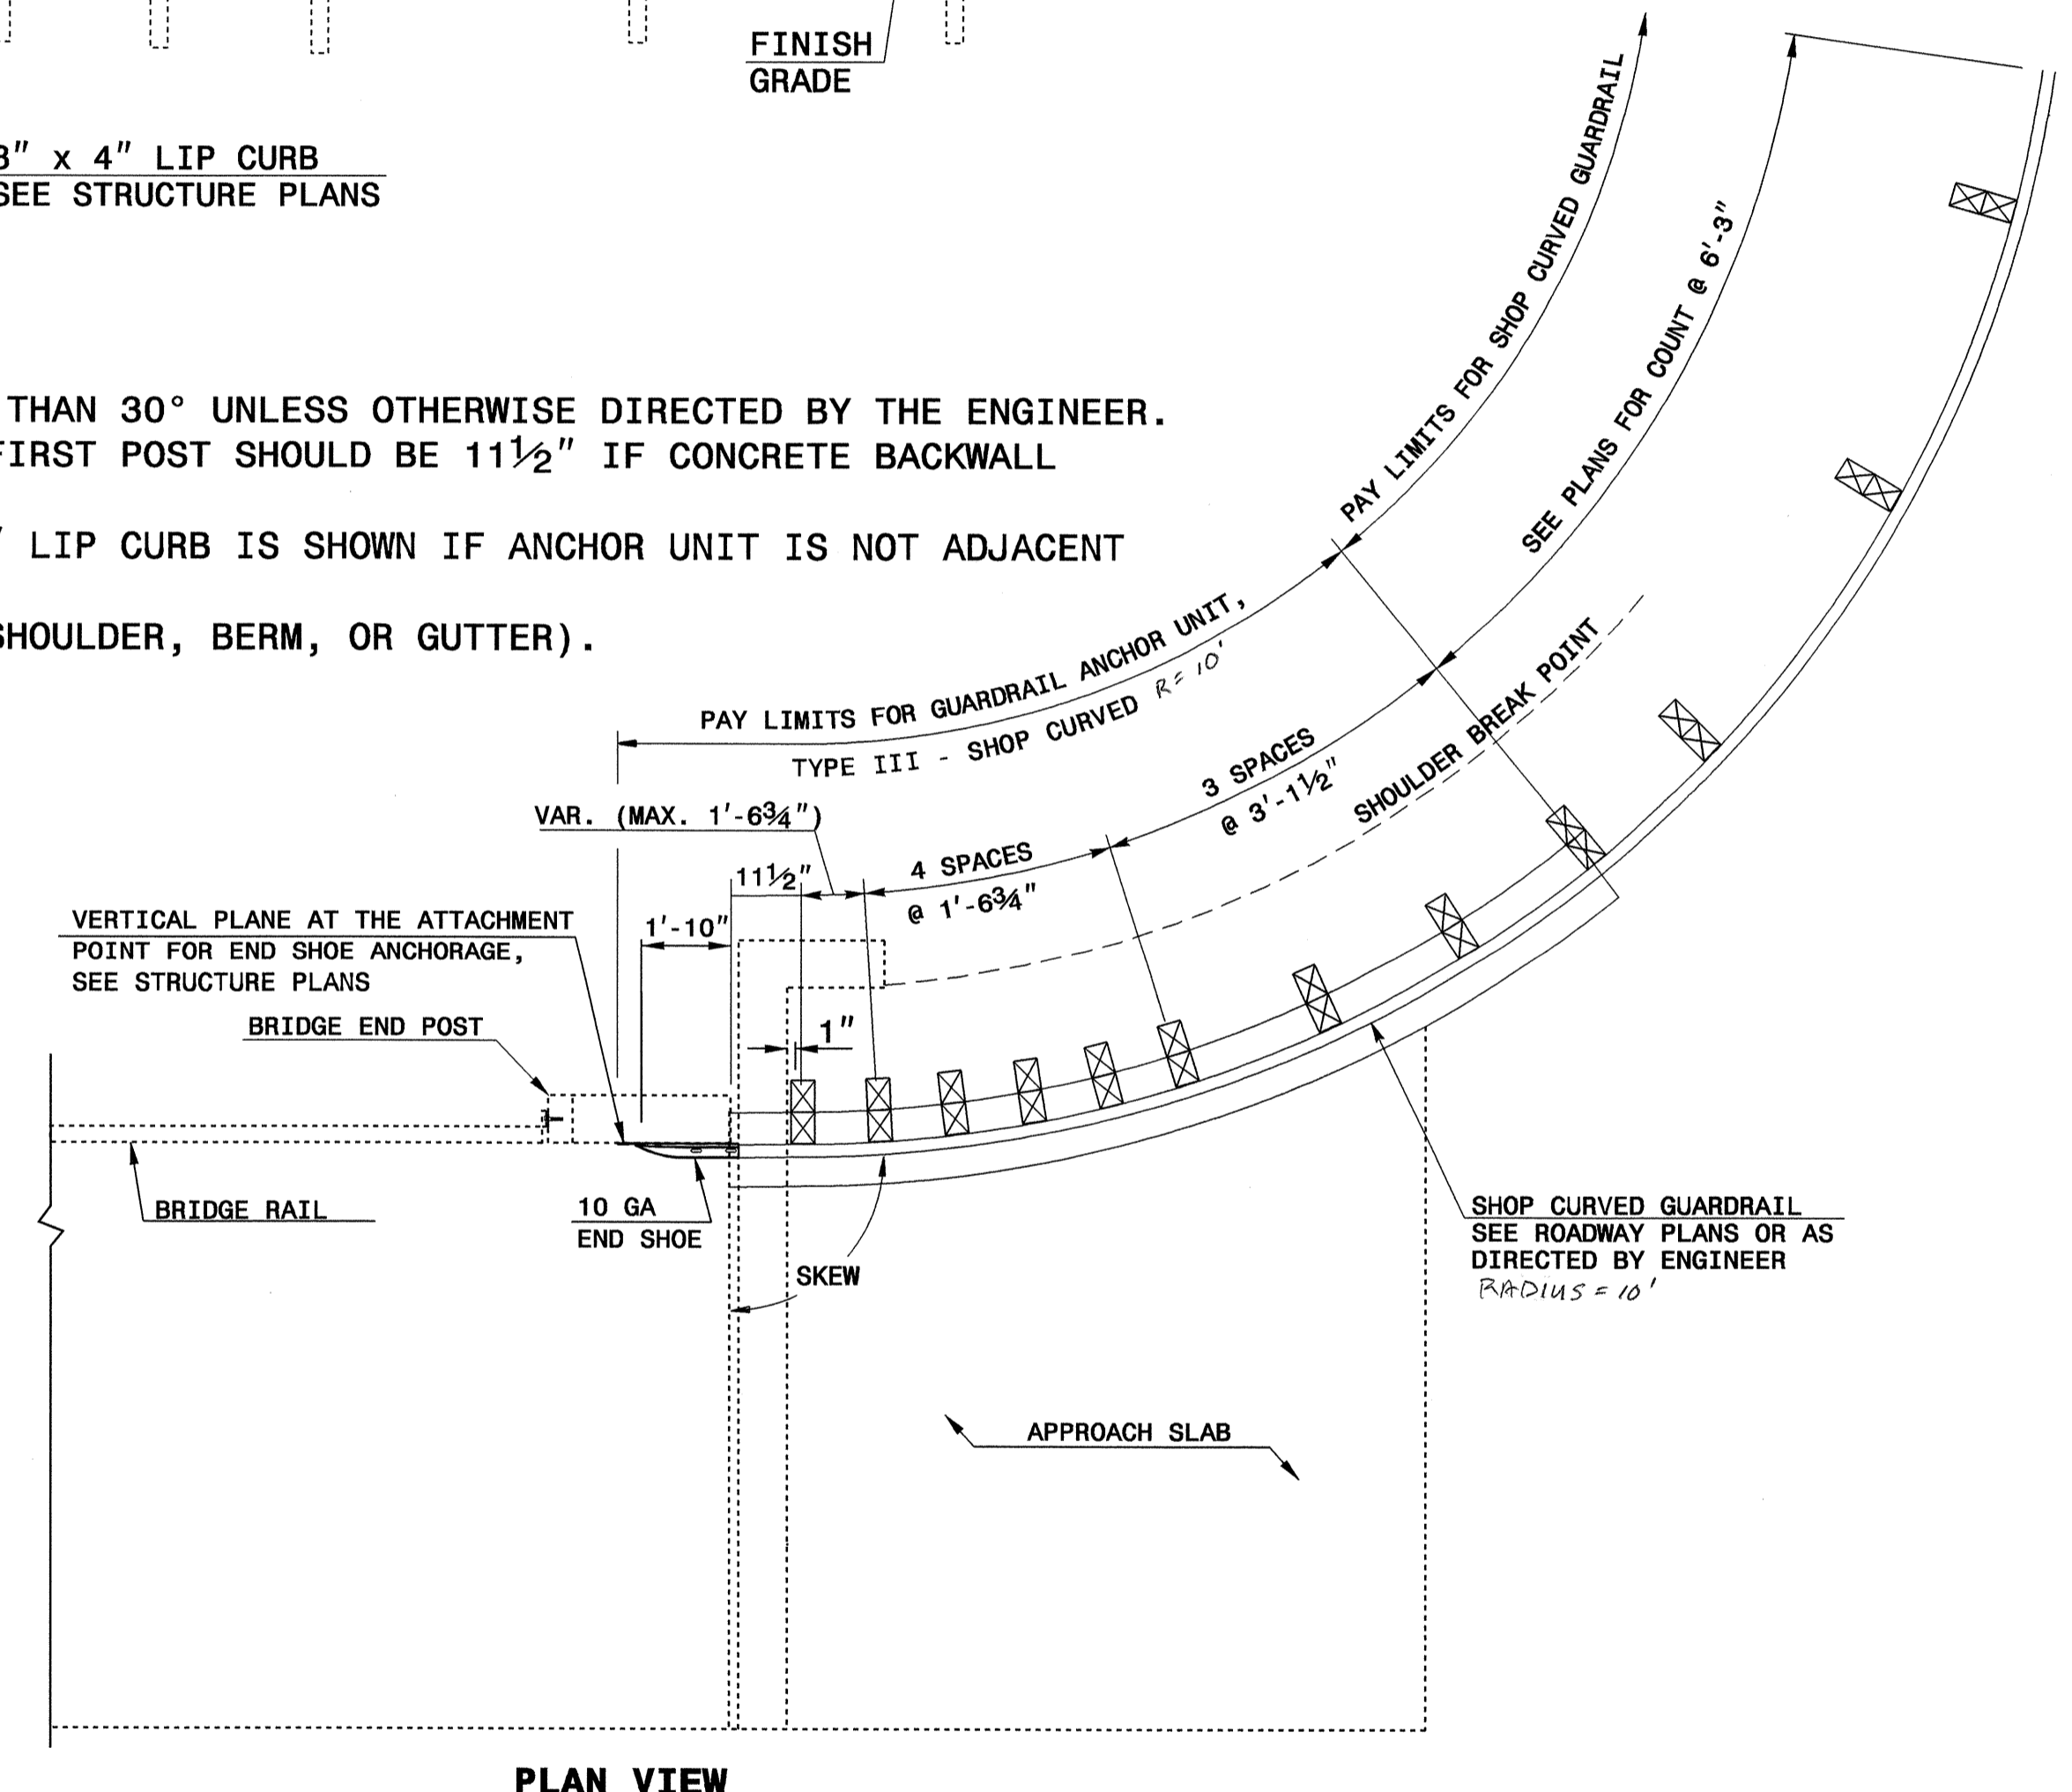 FINISH
GRADE
3" x 4" LIP CURB
SEE STRUCTURE PLANS
THAN 30° UNLESS OTHERWISE DIRECTED BY THE ENGINEER.
FIRST POST SHOULD BE 11½" IF CONCRETE BACKWALL
" LIP CURB IS SHOWN IF ANCHOR UNIT IS NOT ADJACENT
SHOULDER, BERM, OR GUTTER).
PAY LIMITS FOR SHOP CURVED GUARDRAIL
SEE PLANS FOR COUNT @ 6'-3"
PAY LIMITS FOR GUARDRAIL ANCHOR UNIT,
TYPE III - SHOP CURVED R= 10'
3 SPACES
@ 3'-1½"
SHOULDER BREAK POINT
VAR. (MAX. 1'-6¾")
11½"
4 SPACES
@ 1'-6¾"
1'-10"
VERTICAL PLANE AT THE ATTACHMENT
POINT FOR END SHOE ANCHORAGE,
SEE STRUCTURE PLANS
BRIDGE END POST
1"
BRIDGE RAIL
10 GA
END SHOE
SKEW
SHOP CURVED GUARDRAIL
SEE ROADWAY PLANS OR AS
DIRECTED BY ENGINEER
RADIUS = 10'
APPROACH SLAB
PLAN VIEW